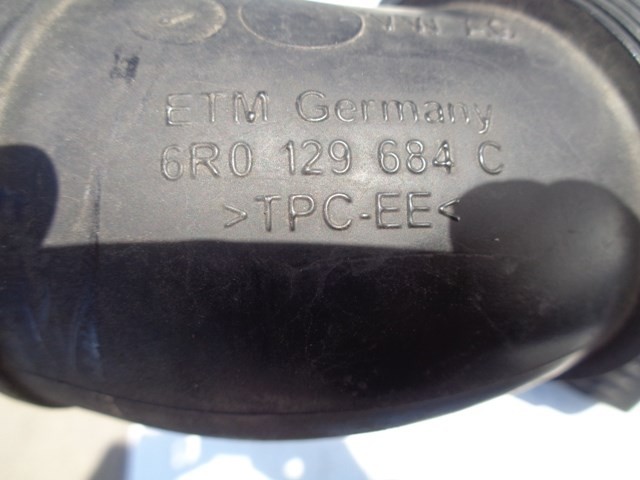 ETM Germany
6R0 129 684 C
>TPC-EE<